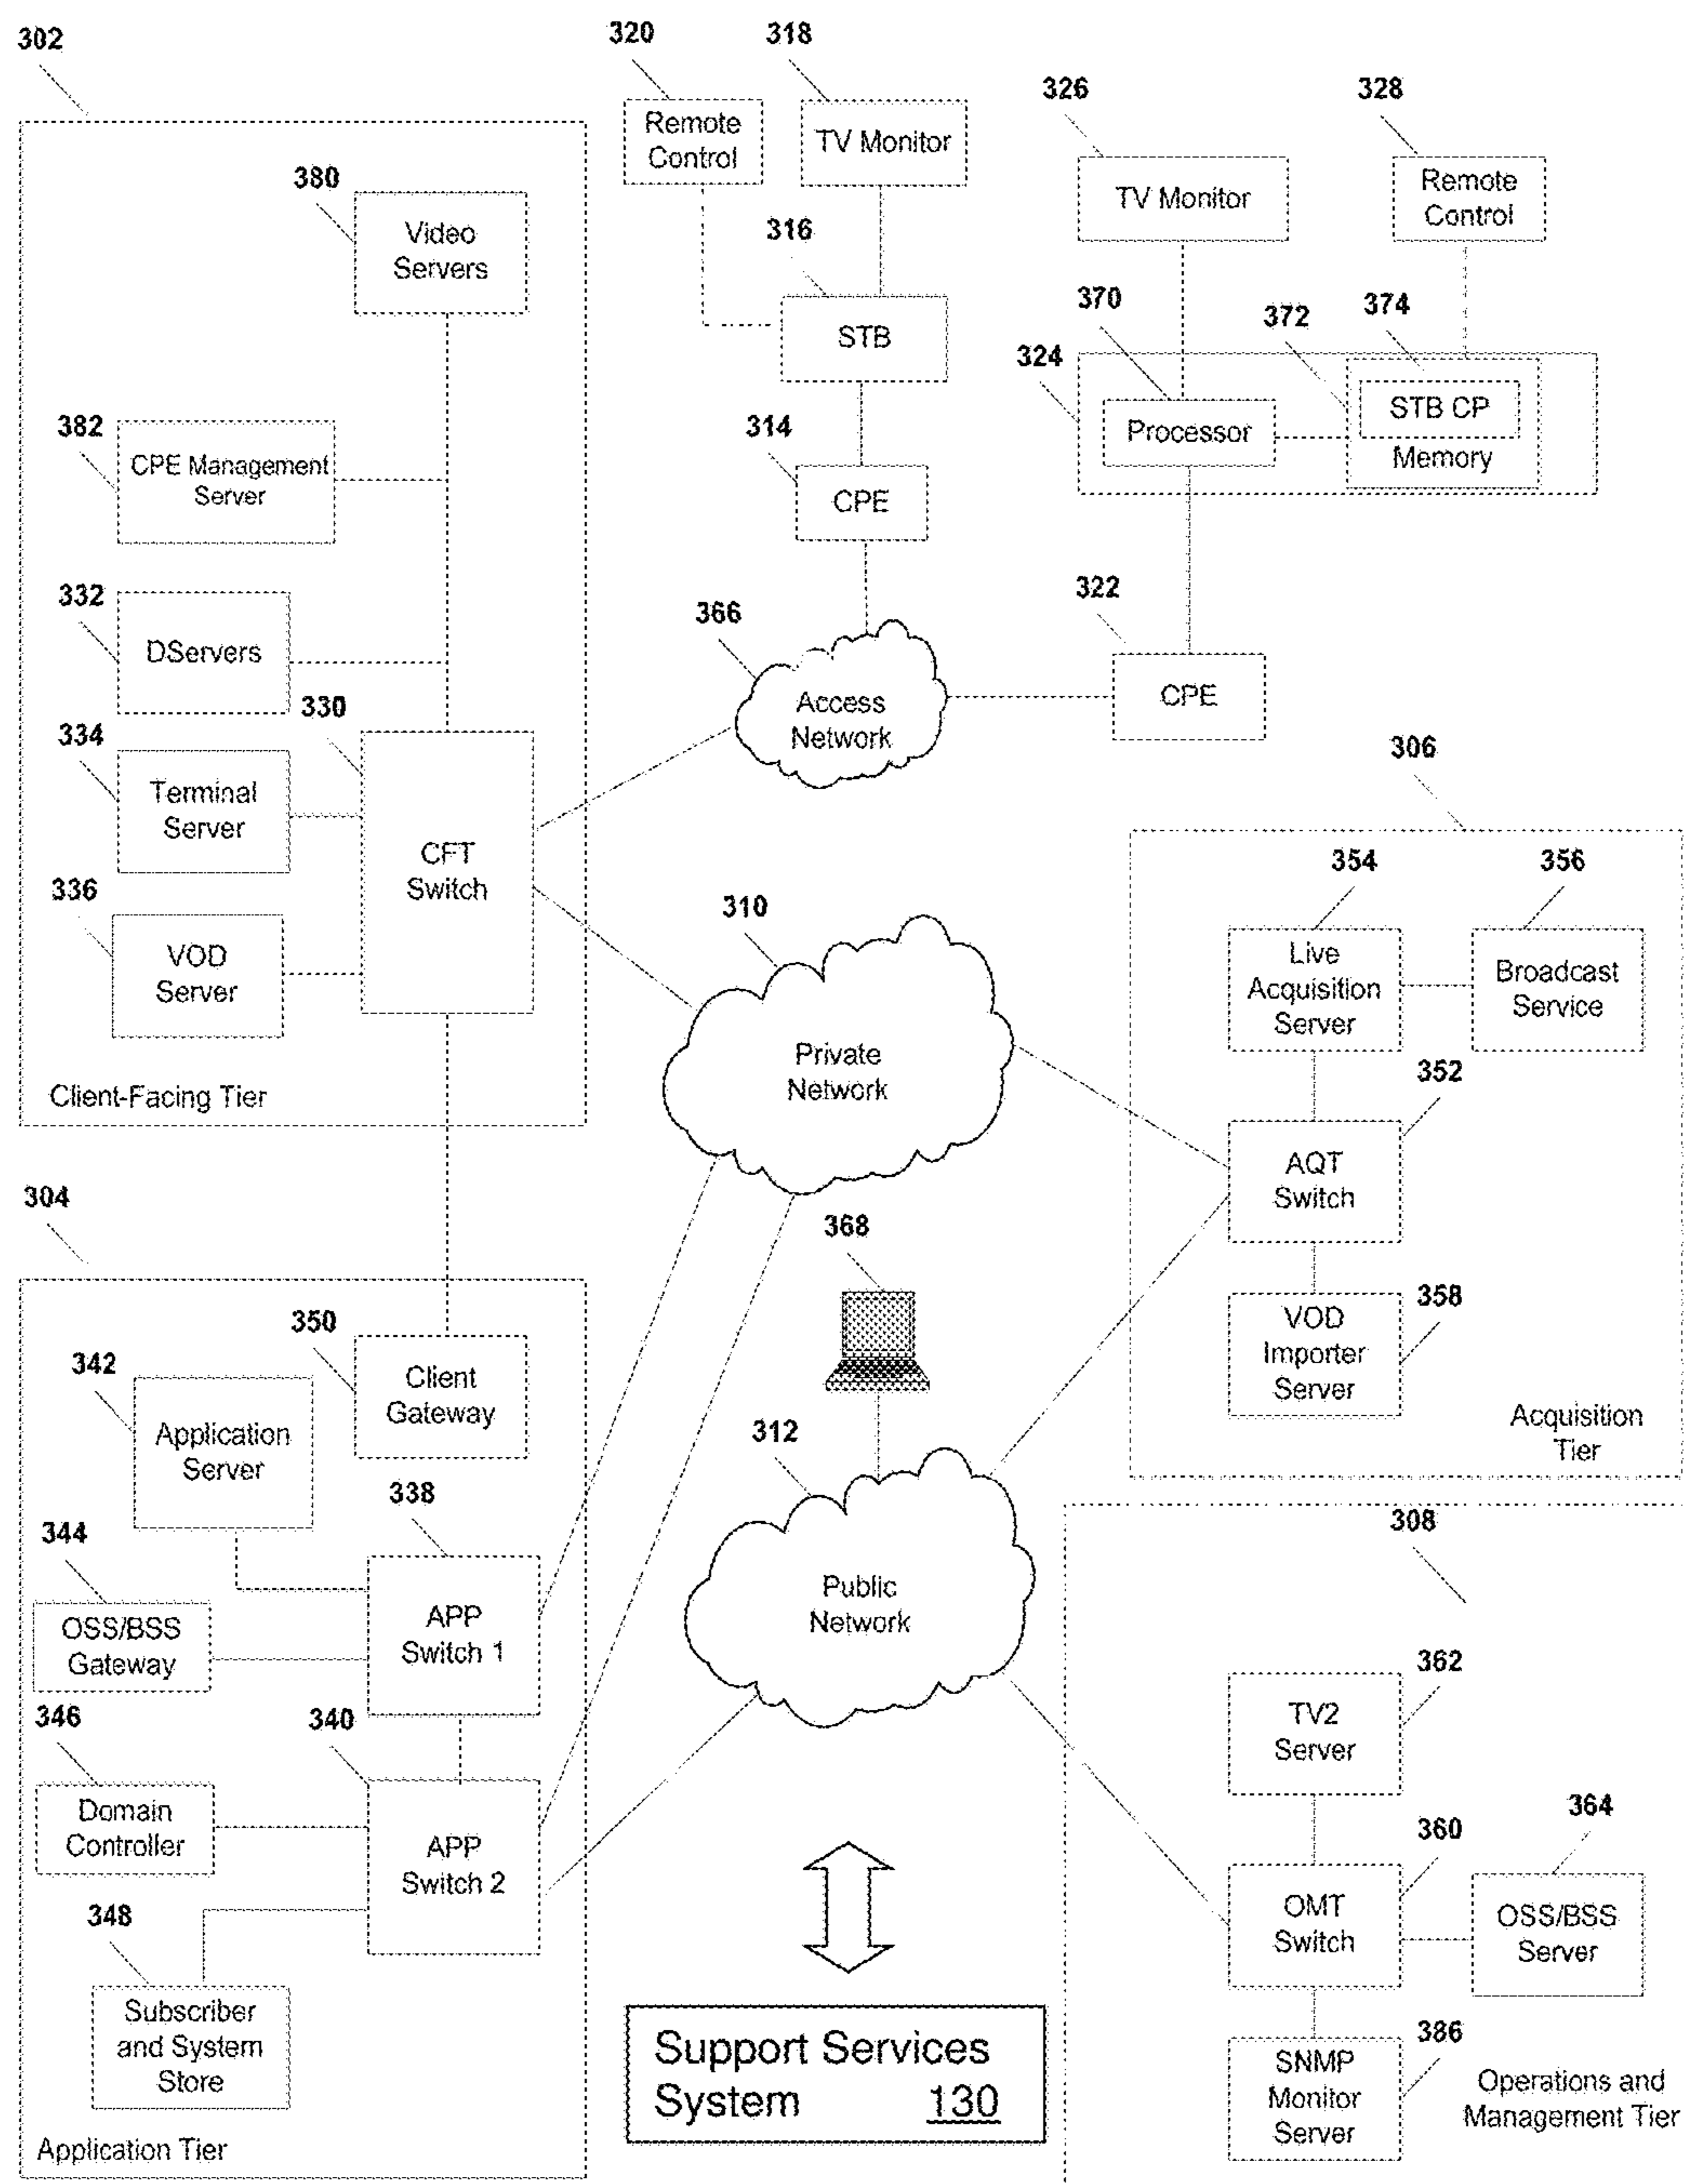 302
320
318
326
328
Remote
Control
TV Monitor
TV Monitor
Remote
Control
380
Video
Servers
316
STB
370
372
374
324
Processor
STB CP
Memory
382
CPE Management
Server
314
CPE
332
DServers
366
Access
Network
322
CPE
330
334
Terminal
Server
CFT
Switch
336
VOD
Server
Client-Facing Tier
310
Private
Network
306
354
356
Live
Acquisition
Server
Broadcast
Service
352
AQT
Switch
358
VOD
Importer
Server
Acquisition
Tier
304
368
350
Client
Gateway
342
Application
Server
312
Public
Network
338
344
OSS/BSS
Gateway
APP
Switch 1
346
340
Domain
Controller
APP
Switch 2
348
Subscriber
and System
Store
Application Tier
308
362
TV2
Server
360
364
OMT
Switch
OSS/BSS
Server
386
SNMP
Monitor
Server
Operations and
Management Tier
Support Services
System 130